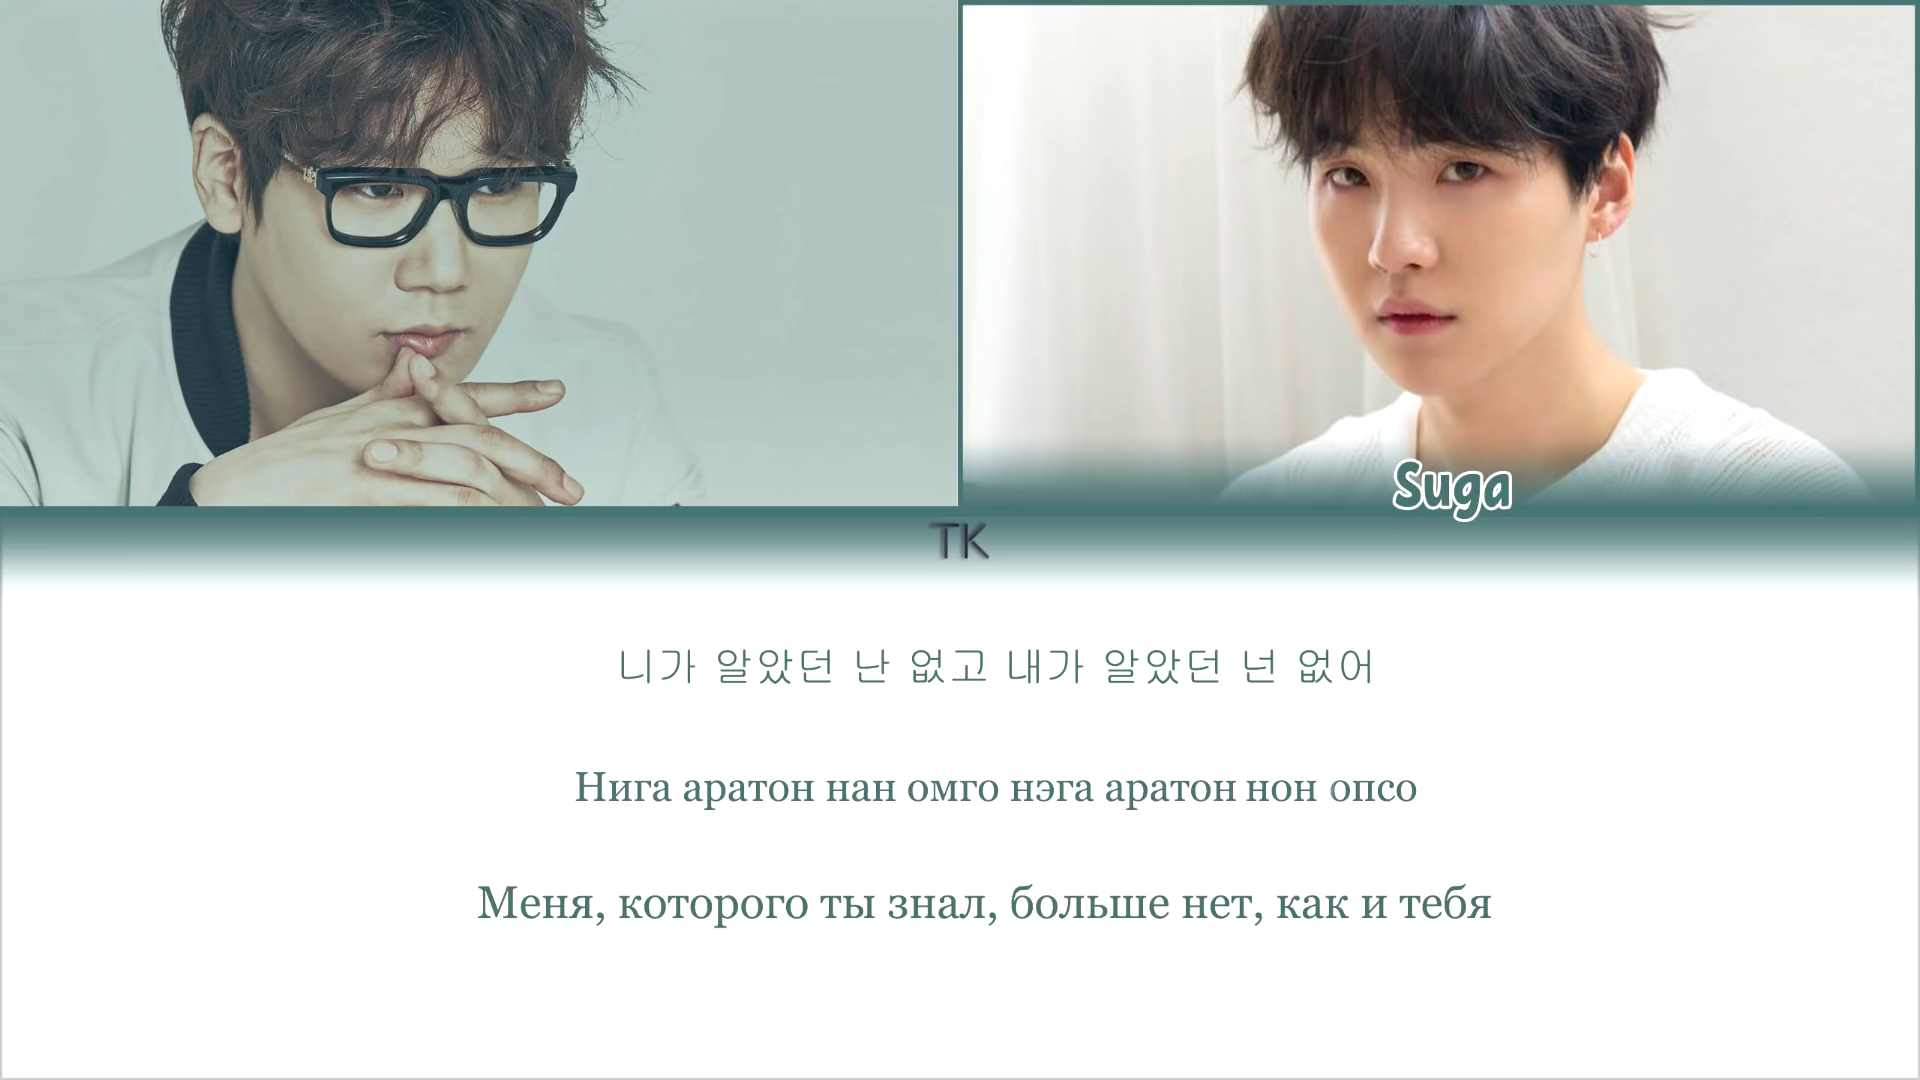 Suga
TK
니가 알았던 난 없고 내가 알았던 넌 없어
Нига аратон нан омго нэга аратон нон опсо
Меня, которого ты знал, больше нет, как и тебя